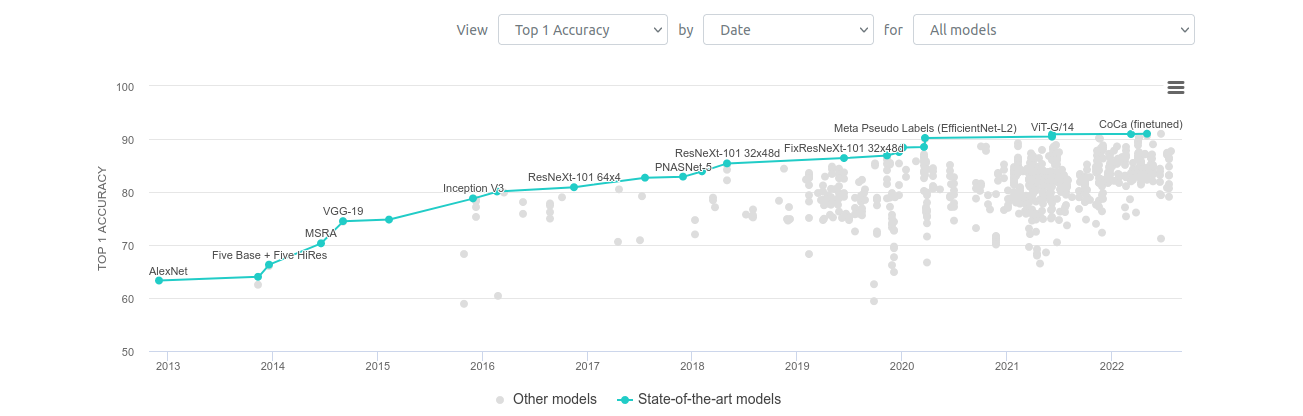 View Top 1 Accuracy by Date for All models
100
90
80
70
60
50
TOP 1 ACCURACY
AlexNet
Five Base + Five HiRes
MSRA
VGG-19
Inception V3
ResNeXt-101 64x4
PNASNet-5
ResNeXt-101 32x48d
FixResNeXt-101 32x48d
Meta Pseudo Labels (EfficientNet-L2)
ViT-G/14
CoCa (finetuned)
2013 2014 2015 2016 2017 2018 2019 2020 2021 2022
Other models State-of-the-art models